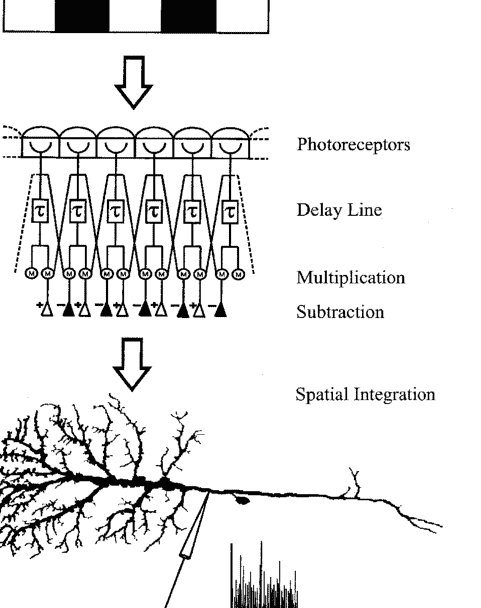 Photoreceptors
τ τ τ τ τ τ
Delay Line
M M M M M M M M M M M M
Multiplication
+ − + − + − + − + −
Subtraction
Spatial Integration